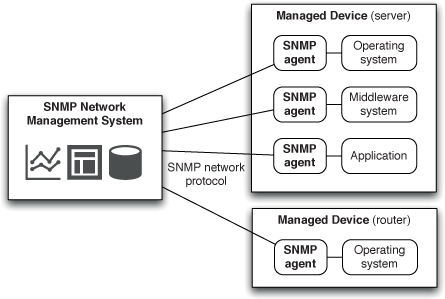 SNMP Network
Management System
SNMP network
protocol
Managed Device (server)
SNMP
agent
Operating
system
SNMP
agent
Middleware
system
SNMP
agent
Application
Managed Device (router)
SNMP
agent
Operating
system